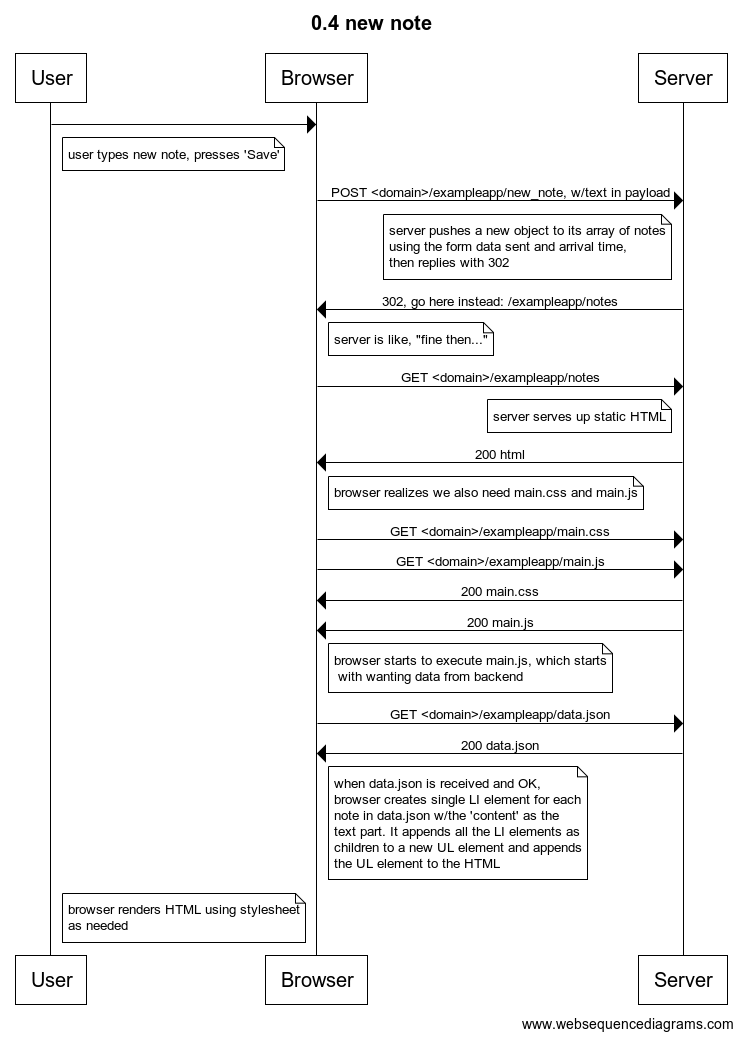 0.4 new note
User
Browser
Server
user types new note, presses 'Save'
POST <domain>/exampleapp/new_note, w/text in payload
server pushes a new object to its array of notes
using the form data sent and arrival time,
then replies with 302
302, go here instead: /exampleapp/notes
server is like, "fine then..."
GET <domain>/exampleapp/notes
server serves up static HTML
200 html
browser realizes we also need main.css and main.js
GET <domain>/exampleapp/main.css
GET <domain>/exampleapp/main.js
200 main.css
200 main.js
browser starts to execute main.js, which starts
with wanting data from backend
GET <domain>/exampleapp/data.json
200 data.json
when data.json is received and OK,
browser creates single LI element for each
note in data.json w/the 'content' as the
text part. It appends all the LI elements as
children to a new UL element and appends
the UL element to the HTML
browser renders HTML using stylesheet
as needed
User
Browser
Server
www.websequencediagrams.com